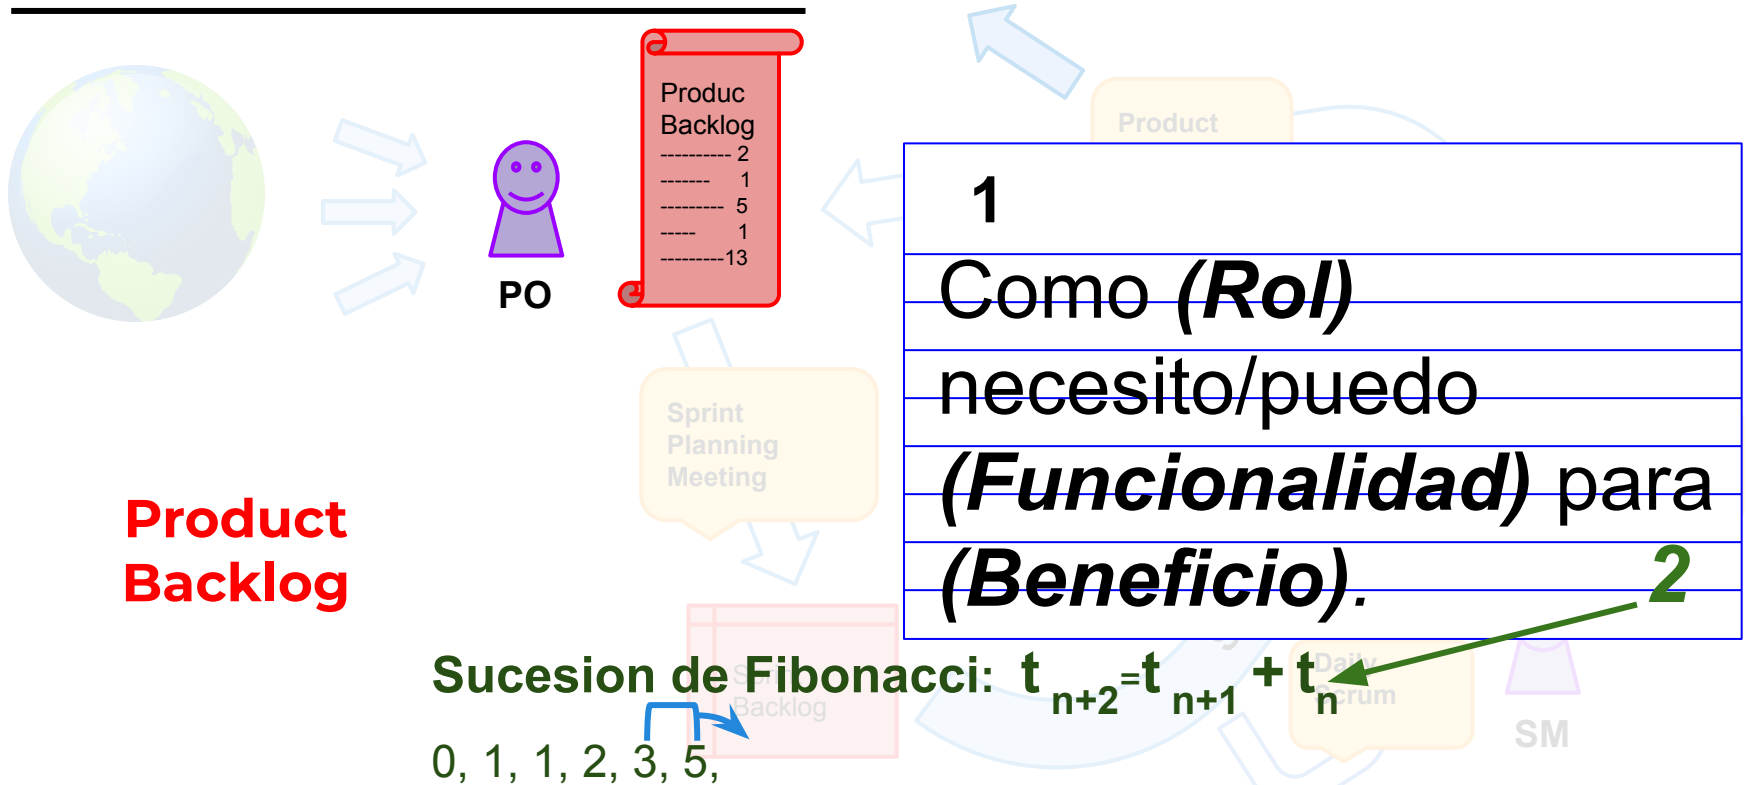 Produc
Backlog
---------- 2
------- 1
--------- 5
----- 1
---------13
PO
Product
1
Como (Rol)
necesito/puedo
(Funcionalidad) para
(Beneficio).
2
Sprint
Planning
Meeting
Product
Backlog
Sucesion de Fibonacci: t n+2=t n+1 + t n
0, 1, 1, 2, 3, 5,
Backlog
Daily
Scrum
SM